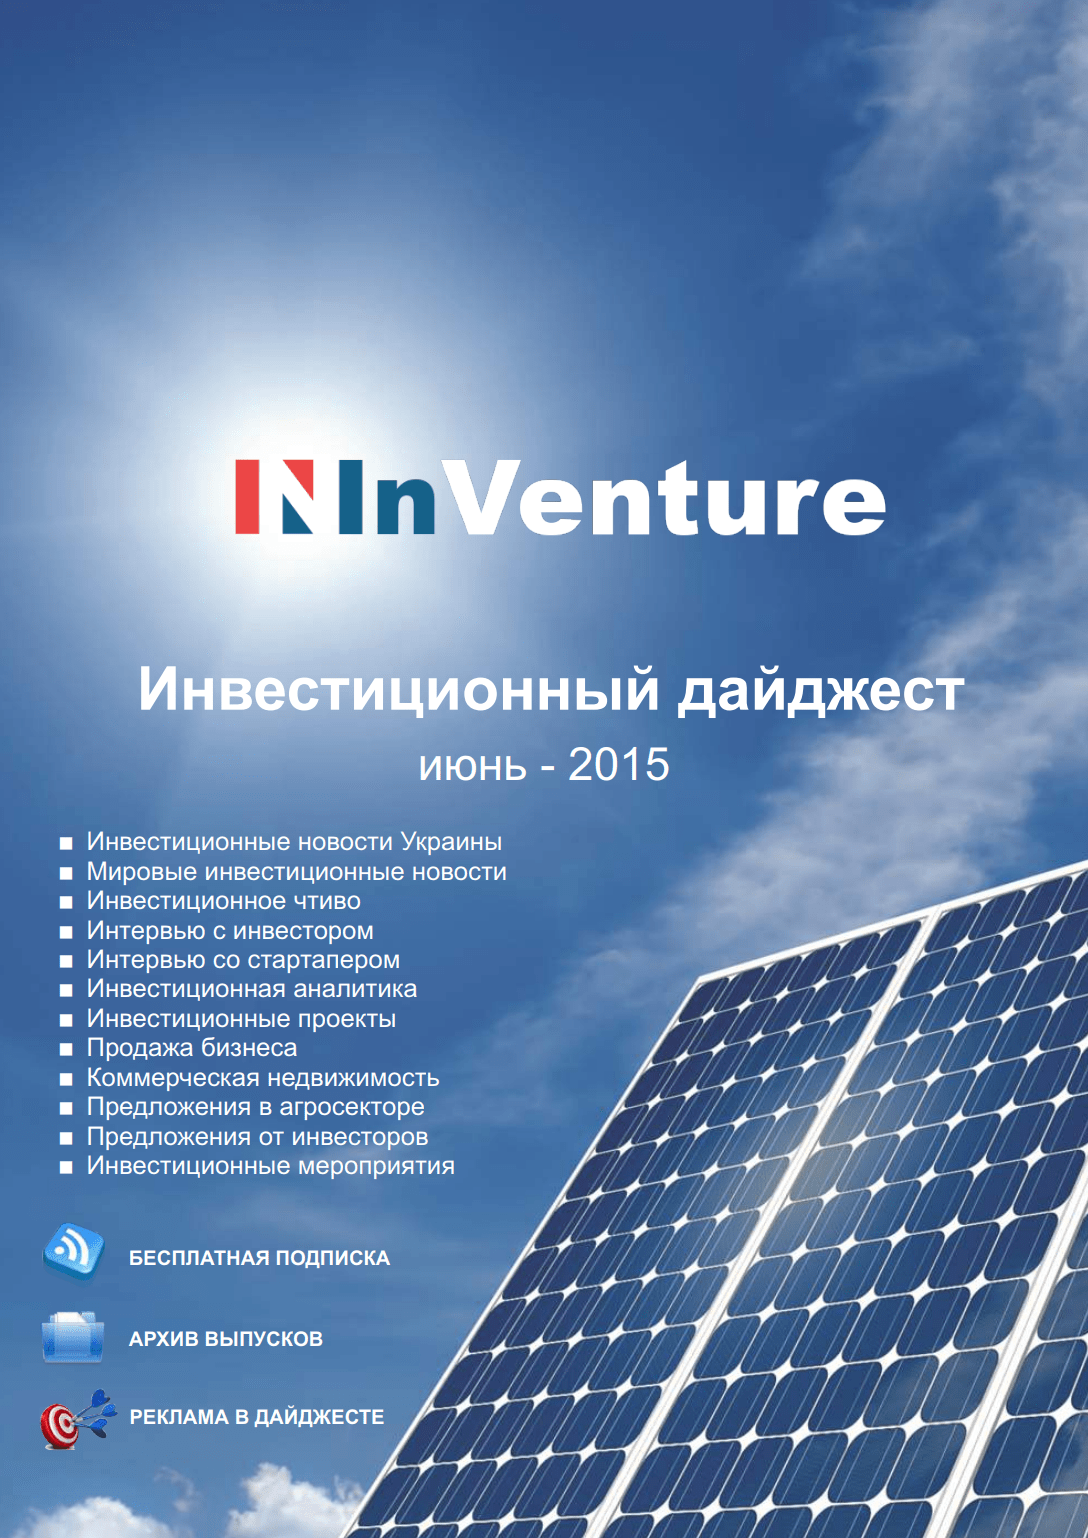 InVenture
Инвестиционный дайджест
июнь - 2015
■ Инвестиционные новости Украины
■ Мировые инвестиционные новости
■ Инвестиционное чтиво
■ Интервью с инвестором
■ Интервью со стартапером
■ Инвестиционная аналитика
■ Инвестиционные проекты
■ Продажа бизнеса
■ Коммерческая недвижимость
■ Предложения в агросекторе
■ Предложения от инвесторов
■ Инвестиционные мероприятия
БЕСПЛАТНАЯ ПОДПИСКА
АРХИВ ВЫПУСКОВ
РЕКЛАМА В ДАЙДЖЕСТЕ